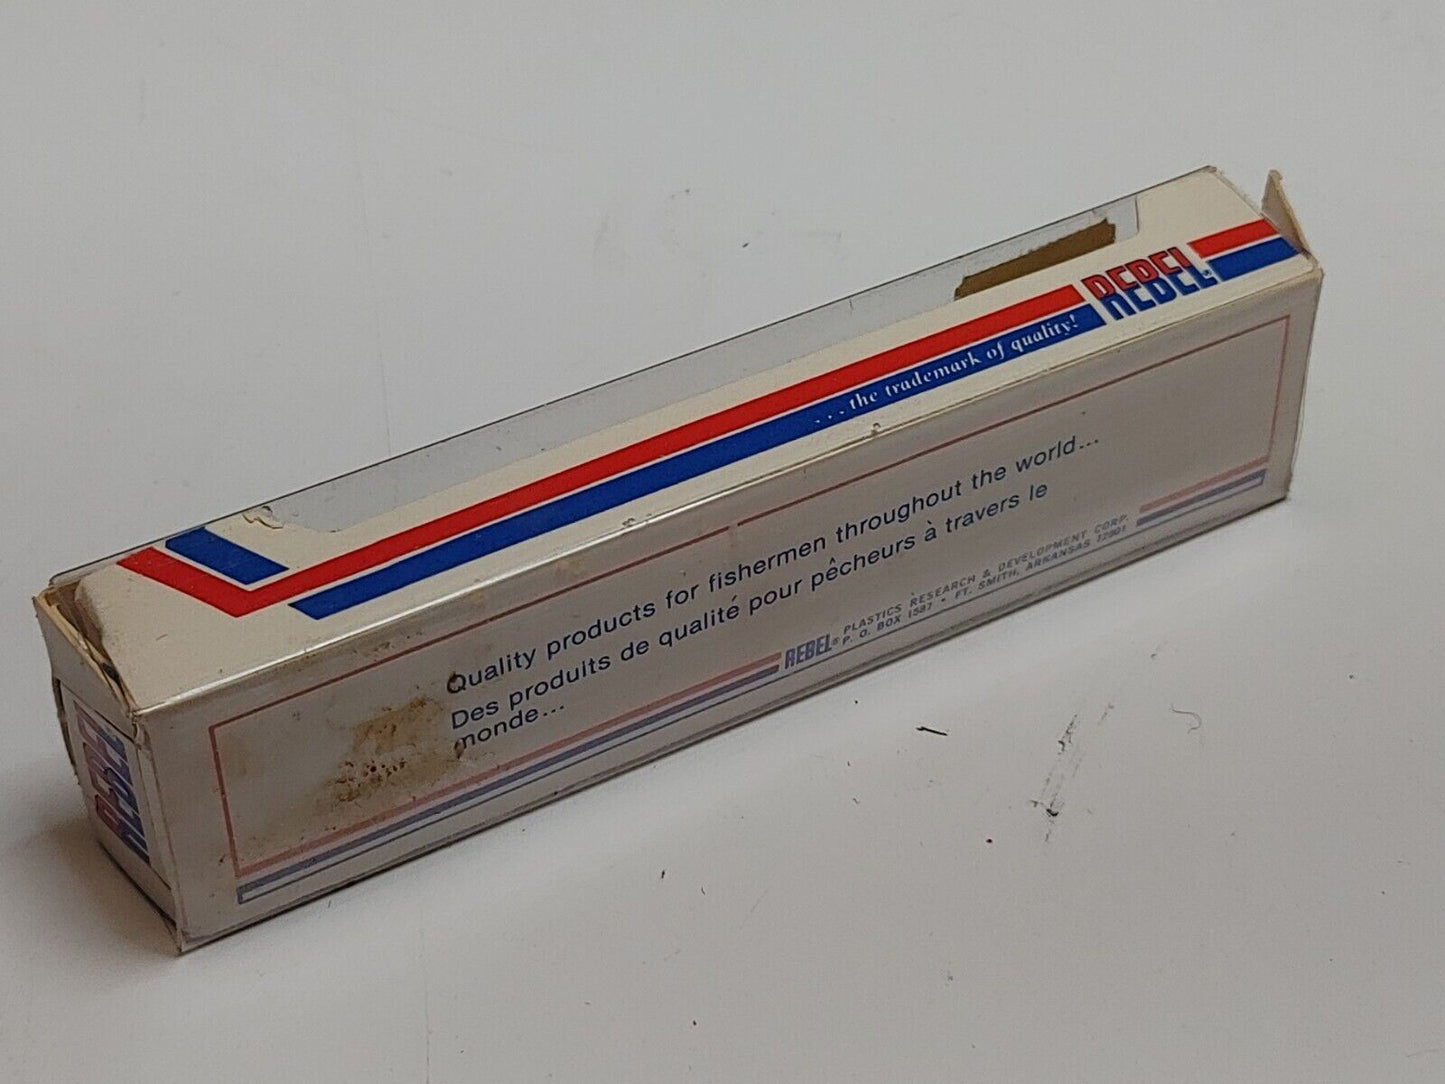 REBEL®
...the trademark of quality!
Quality products for fishermen throughout the world...
Des produits de qualité pour pêcheurs à travers le
monde...
REBEL® PLASTICS RESEARCH & DEVELOPMENT CORP.
P. O. BOX 1587 • FT. SMITH, ARKANSAS 72901
REBEL